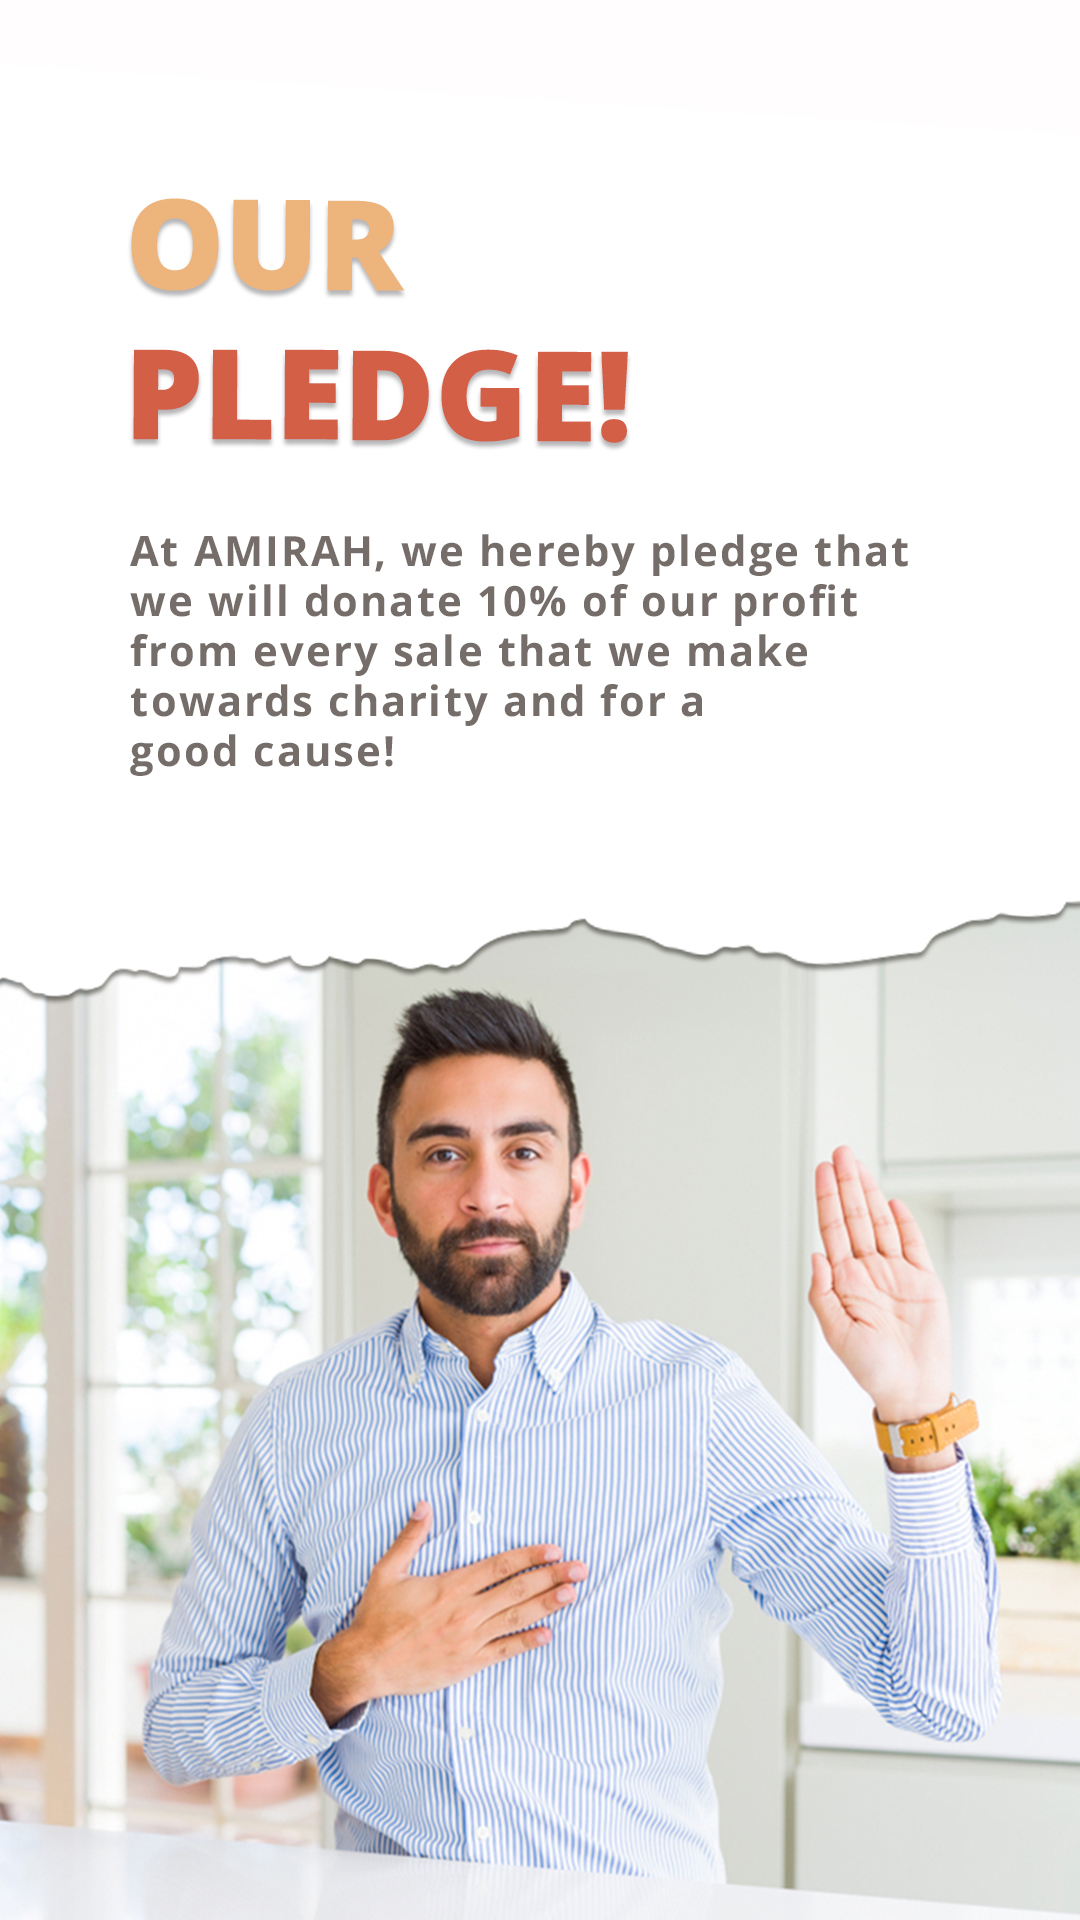 OUR
PLEDGE!
At AMIRAH, we hereby pledge that
we will donate 10% of our profit
from every sale that we make
towards charity and for a
good cause!